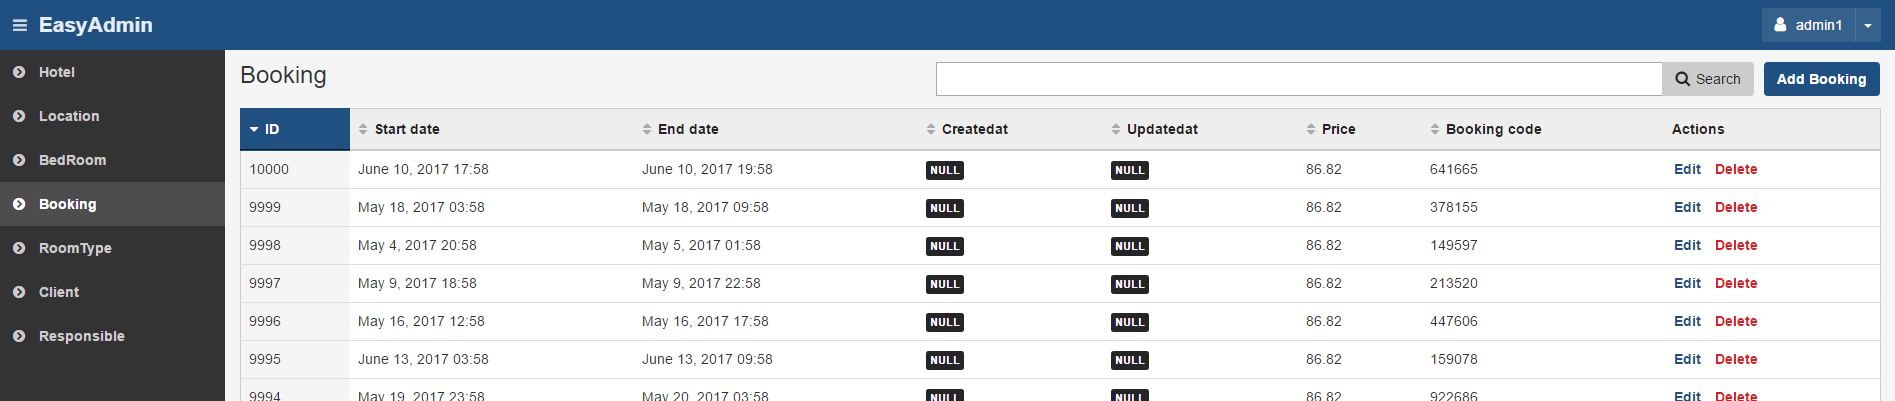 EasyAdmin
admin1
Hotel
Location
BedRoom
Booking
RoomType
Client
Responsible
Booking
Search
Add Booking
ID Start date End date Createdat Updatedat Price Booking code Actions
10000 June 10, 2017 17:58 June 10, 2017 19:58 NULL NULL 86.82 641665 Edit Delete
9999 May 18, 2017 03:58 May 18, 2017 09:58 NULL NULL 86.82 378155 Edit Delete
9998 May 4, 2017 20:58 May 5, 2017 01:58 NULL NULL 86.82 149597 Edit Delete
9997 May 9, 2017 18:58 May 9, 2017 22:58 NULL NULL 86.82 213520 Edit Delete
9996 May 16, 2017 12:58 May 16, 2017 17:58 NULL NULL 86.82 447606 Edit Delete
9995 June 13, 2017 03:58 June 13, 2017 09:58 NULL NULL 86.82 159078 Edit Delete
9994 May 19, 2017 23:58 May 20, 2017 03:58 NULL NULL 86.82 922686 Edit Delete